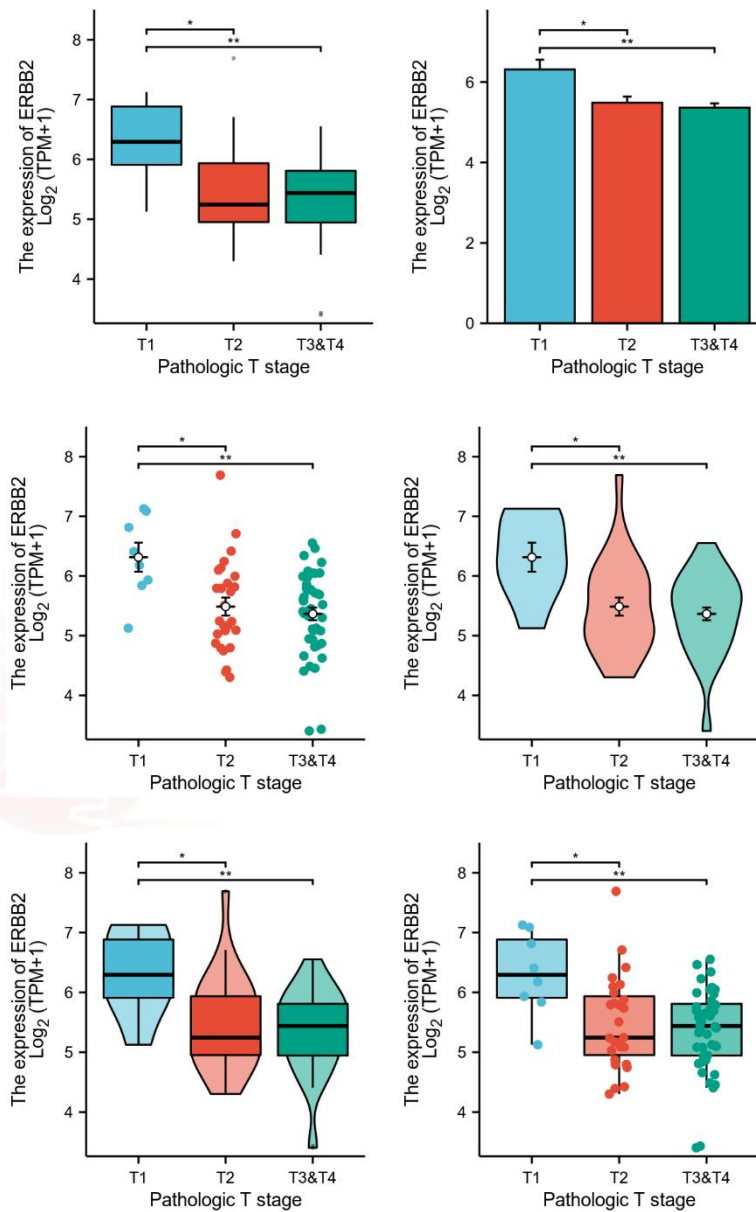 The expression of ERBB2
Log₂ (TPM+1)
8
7
6
5
4
*
**
T1
T2
T3&T4
Pathologic T stage
The expression of ERBB2
Log₂ (TPM+1)
6
4
2
0
*
**
T1
T2
T3&T4
Pathologic T stage
The expression of ERBB2
Log₂ (TPM+1)
8
7
6
5
4
*
**
T1
T2
T3&T4
Pathologic T stage
The expression of ERBB2
Log₂ (TPM+1)
8
7
6
5
4
*
**
T1
T2
T3&T4
Pathologic T stage
The expression of ERBB2
Log₂ (TPM+1)
8
7
6
5
4
*
**
T1
T2
T3&T4
Pathologic T stage
The expression of ERBB2
Log₂ (TPM+1)
8
7
6
5
4
*
**
T1
T2
T3&T4
Pathologic T stage